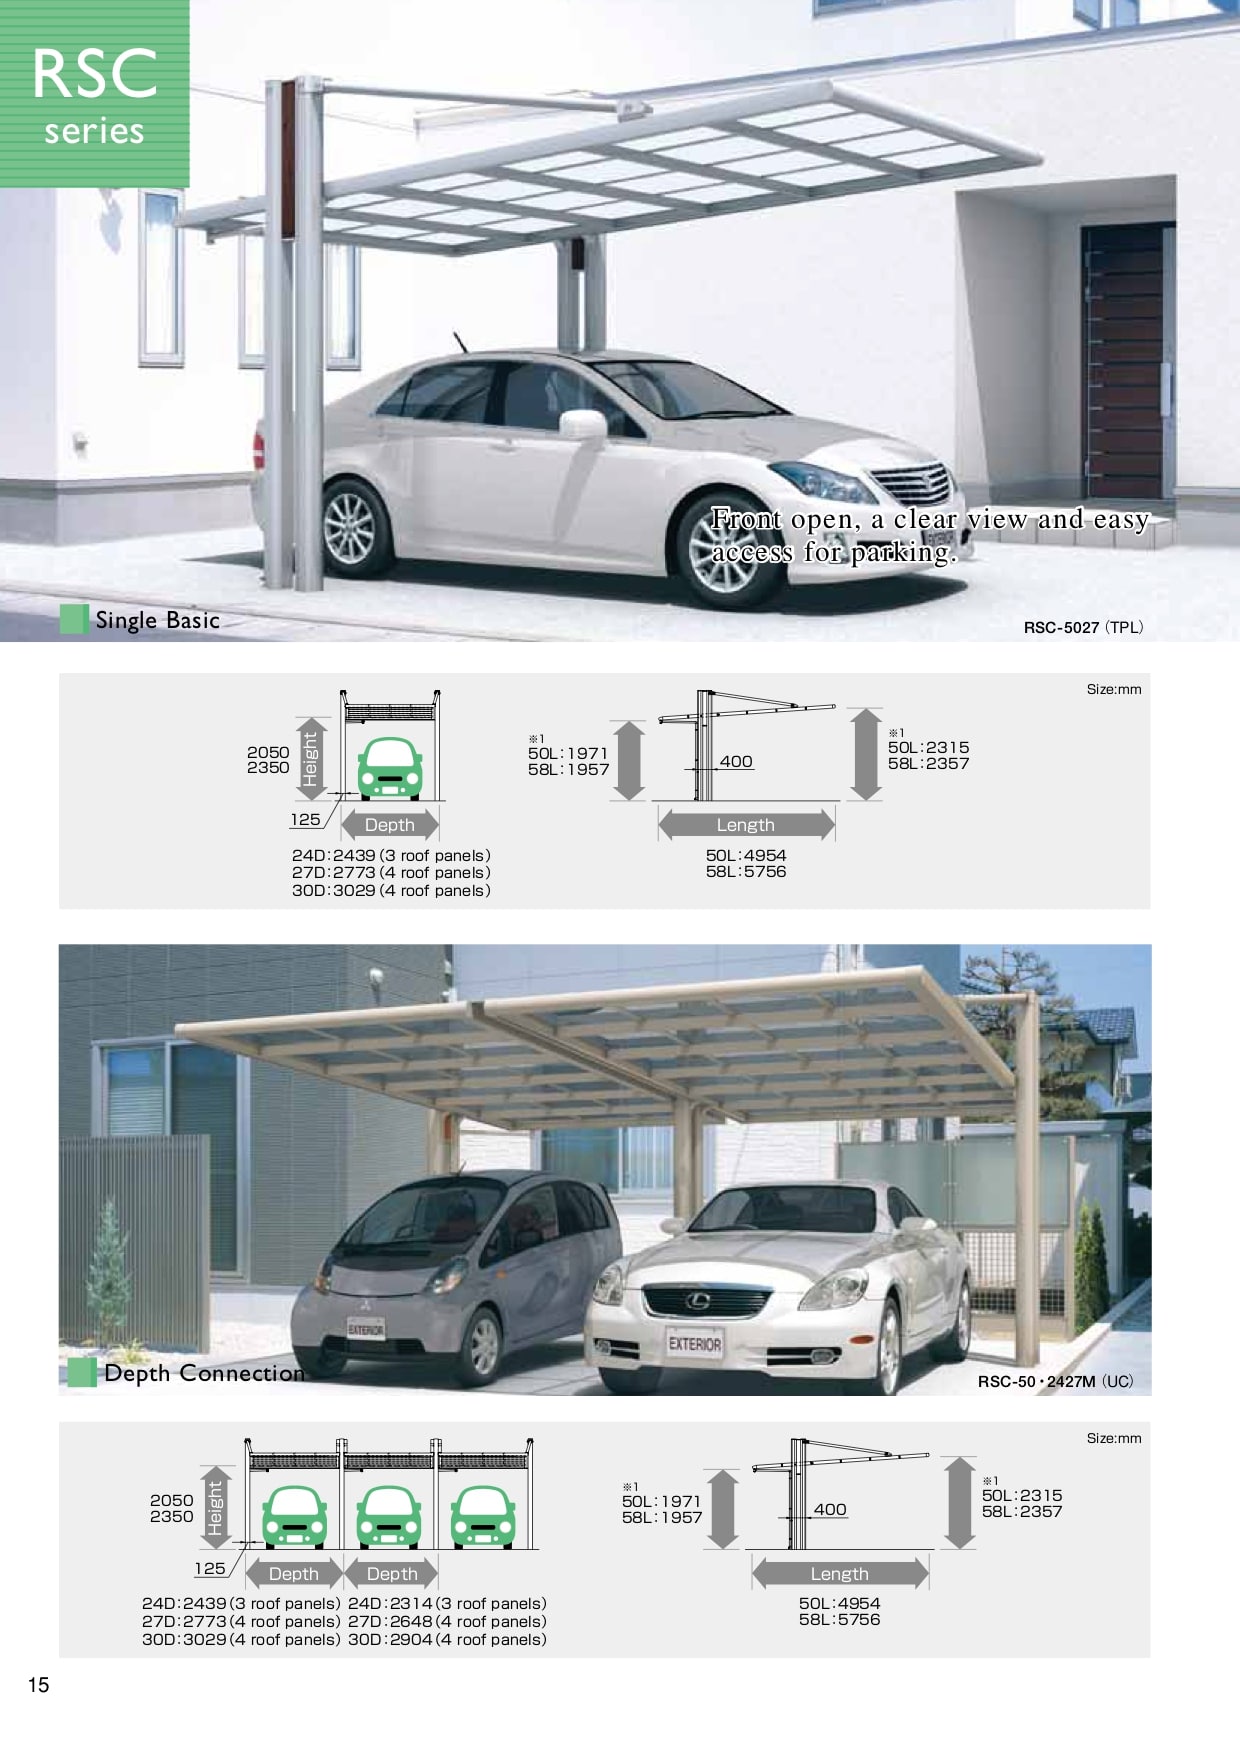 RSC
series
Front open, a clear view and easy
access for parking.
Single Basic
RSC-5027（TPL）
Size:mm
2050
2350
Height
125
Depth
24D：2439（3 roof panels）
27D：2773（4 roof panels）
30D：3029（4 roof panels）
※1
50L：1971
58L：1957
400
※1
50L：2315
58L：2357
Length
50L：4954
58L：5756
EXTERIOR
EXTERIOR
Depth Connection
RSC-50・2427M（UC）
Size:mm
2050
2350
Height
125
Depth
Depth
24D：2439（3 roof panels） 24D：2314（3 roof panels）
27D：2773（4 roof panels） 27D：2648（4 roof panels）
30D：3029（4 roof panels） 30D：2904（4 roof panels）
※1
50L：1971
58L：1957
400
※1
50L：2315
58L：2357
Length
50L：4954
58L：5756
15